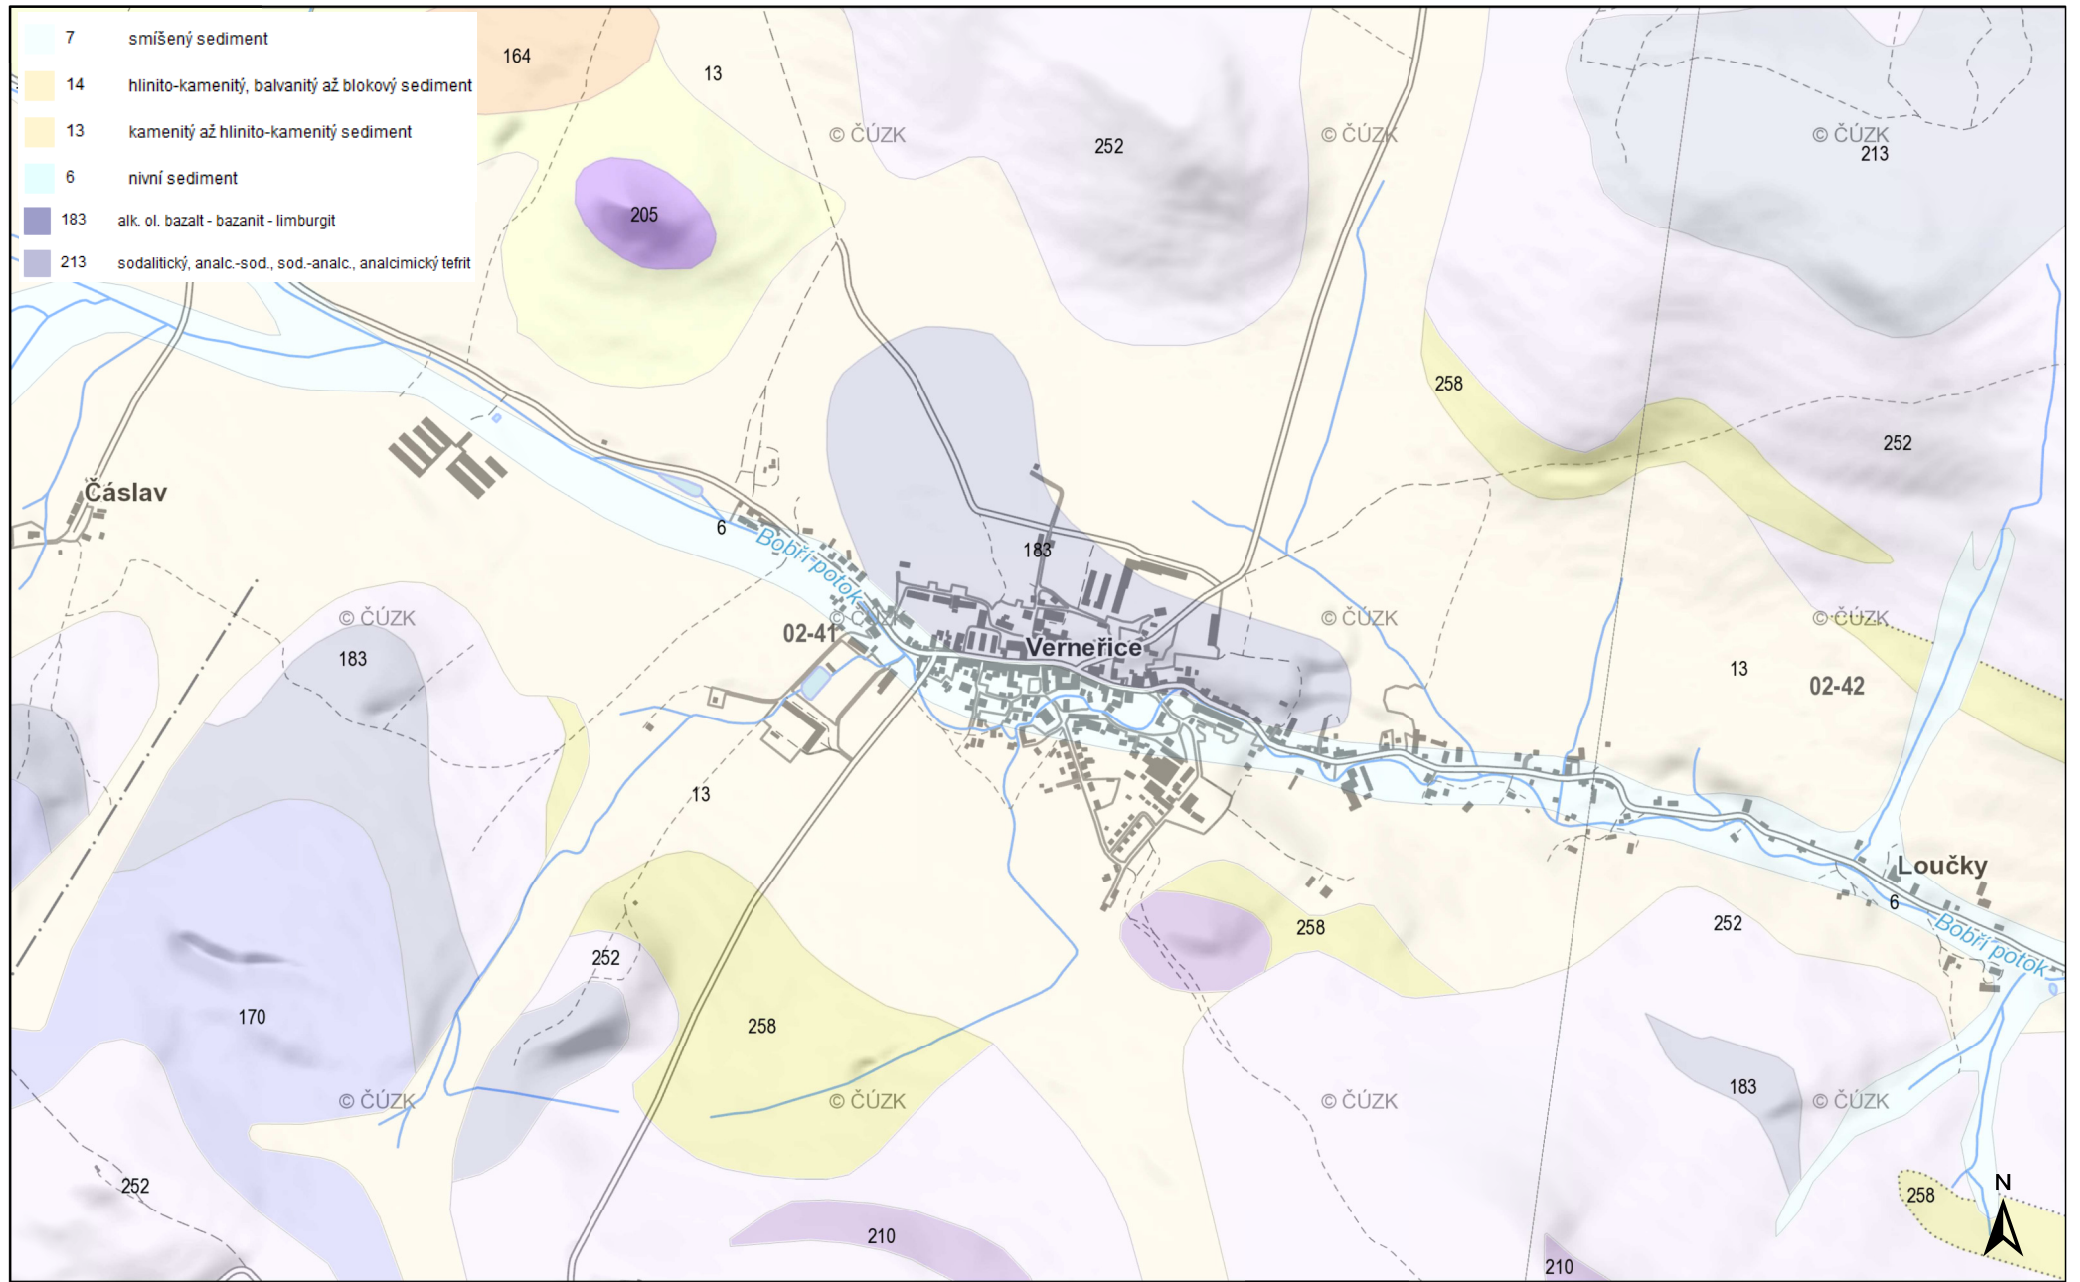 7 smíšený sediment
14 hlinito-kamenitý, balvanitý až blokový sediment
13 kamenitý až hlinito-kamenitý sediment
6 nivní sediment
183 alk. ol. bazalt - bazanit - limburgit
213 sodalitický, analc.-sod., sod.-analc., analcimický tefrit
164
13
© ČÚZK
252
© ČÚZK
© ČÚZK
213
205
258
252
Čáslav
6
Bobří potok
183
© ČÚZK
02-41
© ČÚZK
Verneřice
© ČÚZK
© ČÚZK
183
13
02-42
13
Loučky
6
252
258
Bobří potok
252
170
258
183
© ČÚZK
© ČÚZK
© ČÚZK
© ČÚZK
252
258
N
210
210